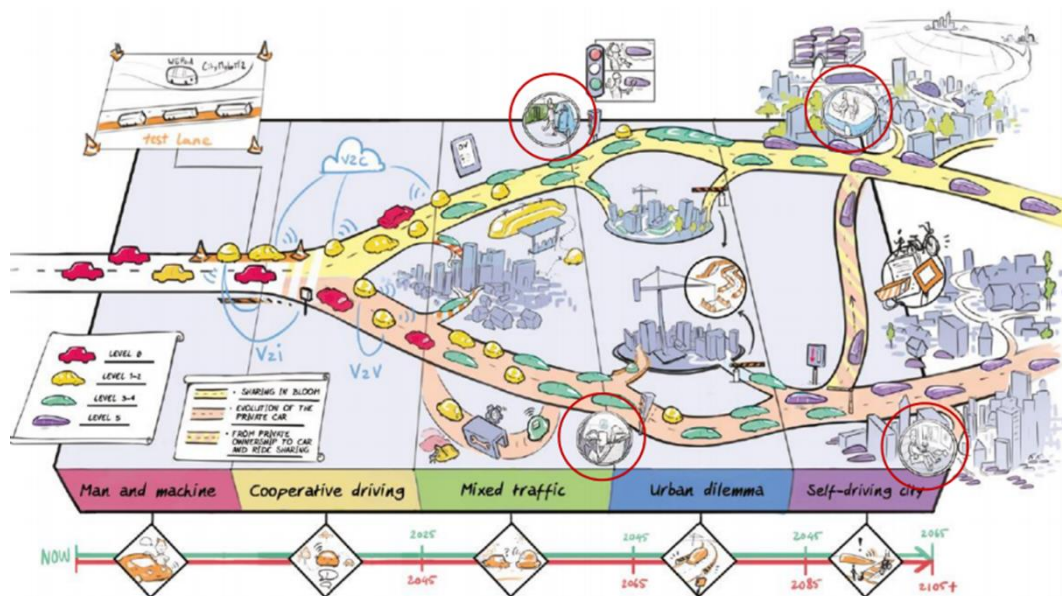 WEPod
CityMobil2
test Lane
V2C
V2i
V2V
LEVEL 0
LEVEL 1-2
LEVEL 3-4
LEVEL 5
- SHARING IN BLOOM
- EVOLUTION OF THE
PRIVATE CAR
- FROM PRIVATE
OWNERSHIP TO CAR
AND RIDE SHARING
Man and machine
Cooperative driving
Mixed traffic
Urban dilemma
Self-driving city
NOW
2025
2045
2045
2065
2045
2065
2085
2105+